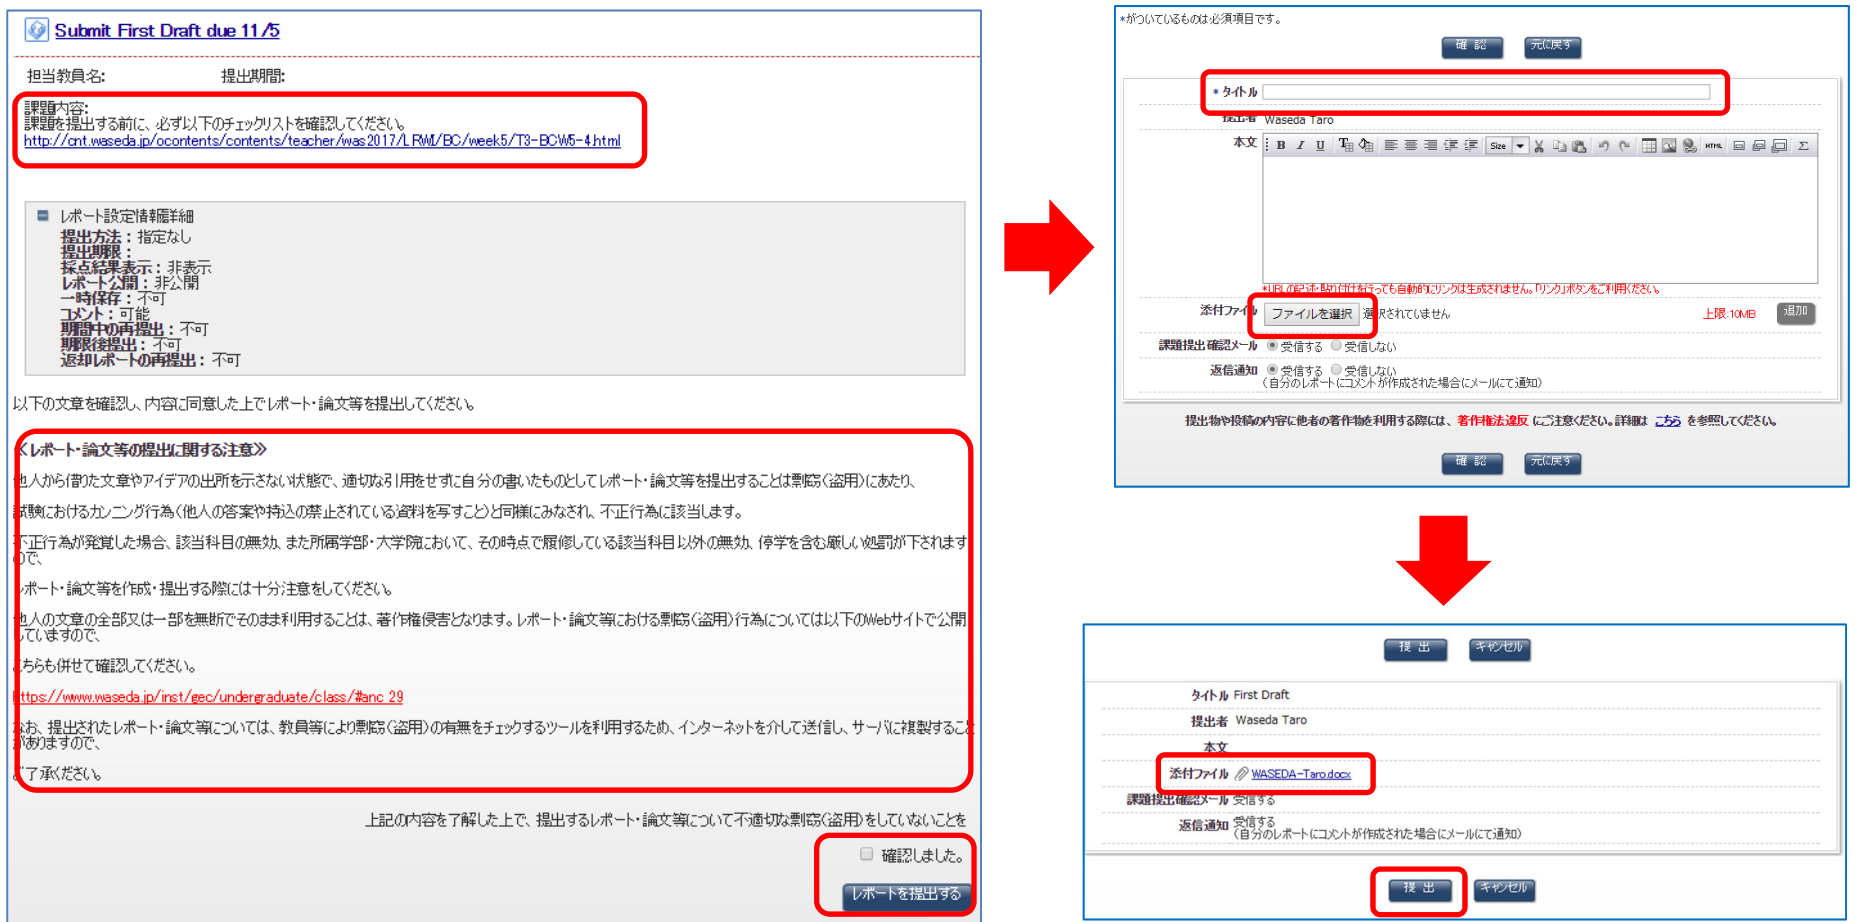 Submit First Draft due 11/5
担当教員名: 提出期間:
課題内容:
課題を提出する前に、必ず以下のチェックリストを確認してください。
http://cnt.waseda.jp/ocontents/contents/teacher/was2017/LRWI/BC/week5/T3-BCW5-4.html
レポート設定情報詳細
提出方法：指定なし
提出期限：
採点結果表示：非表示
レポート公開：非公開
一時保存：不可
コメント：可能
期間中の再提出：不可
期限後提出：不可
返却レポートの再提出：不可
以下の文章を確認し、内容に同意した上でレポート・論文等を提出してください。
≪レポート・論文等の提出に関する注意≫
他人から借りた文章やアイデアの出所を示さない状態で、適切な引用をせずに自分の書いたものとしてレポート・論文等を提出することは剽窃（盗用）にあたり、
試験におけるカンニング行為（他人の答案や持込の禁止されている資料を写すこと）と同様にみなされ、不正行為に該当します。
不正行為が発覚した場合、該当科目の無効、また所属学部・大学院において、その時点で履修している該当科目以外の無効、停学を含む厳しい処罰が下されます
ので、
レポート・論文等を作成・提出する際には十分注意をしてください。
他人の文章の全部又は一部を無断でそのまま利用することは、著作権侵害となります。レポート・論文等における剽窃（盗用）行為については以下のWebサイトで公開
していますので、
こちらも併せて確認してください。
https://www.waseda.jp/inst/gec/undergraduate/class/#anc_29
なお、提出されたレポート・論文等については、教員等により剽窃（盗用）の有無をチェックするツールを利用するため、インターネットを介して送信し、サーバに複製すること
がありますので、
ご了承ください。
上記の内容を了解した上で、提出するレポート・論文等について不適切な剽窃（盗用）をしていないことを
確認しました。
レポートを提出する
*がついているものは必須項目です。
確 認 元に戻す
* タイトル
提出者 Waseda Taro
本文 B I U Size HTML Σ
*URLの記述・貼り付けを行っても自動的にリンクは生成されません。「リンク」ボタンをご利用ください。
添付ファイル ファイルを選択 選択されていません 上限:10MB 追加
課題提出確認メール 受信する 受信しない
返信通知 受信する 受信しない
（自分のレポートにコメントが作成された場合にメールにて通知）
提出物や投稿の内容に他者の著作物を利用する際には、著作権法違反 にご注意ください。詳細は こちら を参照してください。
確 認 元に戻す
提 出 キャンセル
タイトル First Draft
提出者 Waseda Taro
本文
添付ファイル WASEDA-Taro.docx
課題提出確認メール 受信する
返信通知 受信する
（自分のレポートにコメントが作成された場合にメールにて通知）
提 出 キャンセル